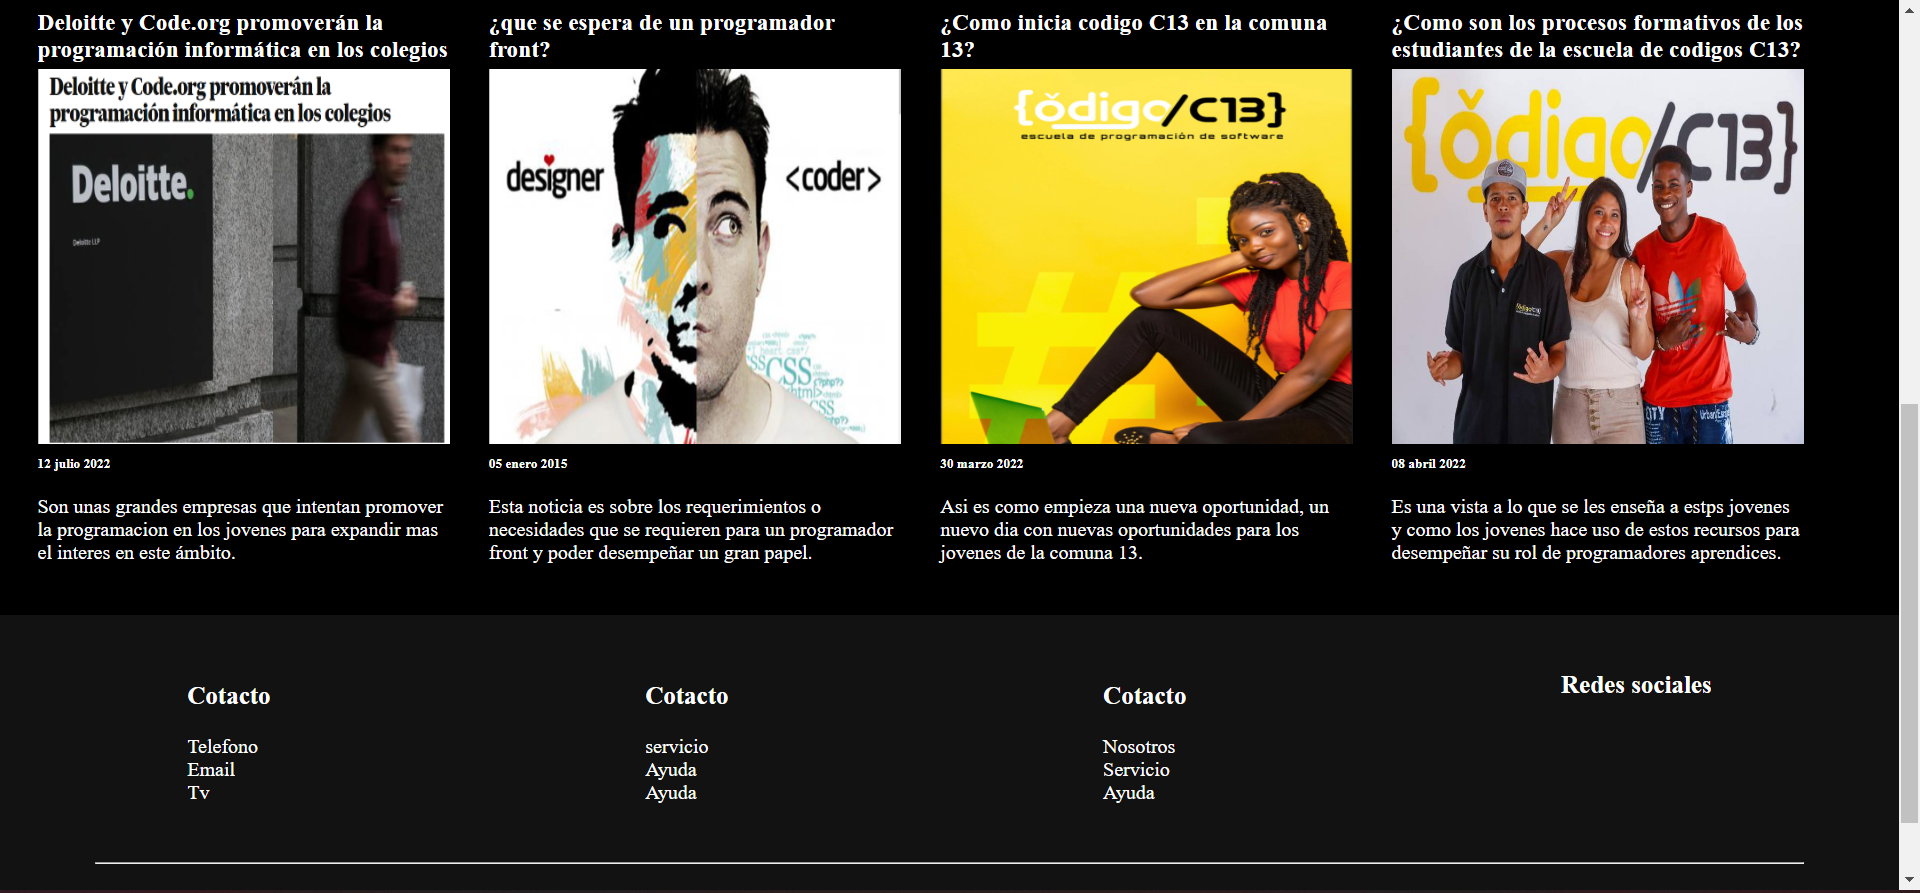 Deloitte y Code.org promoverán la
programación informática en los colegios
Deloitte y Code.org promoverán la
programación informática en los colegios
Deloitte.
Deloitte LLP
12 julio 2022
Son unas grandes empresas que intentan promover
la programacion en los jovenes para expandir mas
el interes en este ámbito.
¿que se espera de un programador
front?
designer
<coder>
CSS
05 enero 2015
Esta noticia es sobre los requerimientos o
necesidades que se requieren para un programador
front y poder desempeñar un gran papel.
¿Como inicia codigo C13 en la comuna
13?
{ŏdigo/C13}
escuela de programación de software
30 marzo 2022
Asi es como empieza una nueva oportunidad, un
nuevo dia con nuevas oportunidades para los
jovenes de la comuna 13.
¿Como son los procesos formativos de los
estudiantes de la escuela de codigos C13?
{ŏdigo/C13}
08 abril 2022
Es una vista a lo que se les enseña a estps jovenes
y como los jovenes hace uso de estos recursos para
desempeñar su rol de programadores aprendices.
Cotacto
Telefono
Email
Tv
Cotacto
servicio
Ayuda
Ayuda
Cotacto
Nosotros
Servicio
Ayuda
Redes sociales